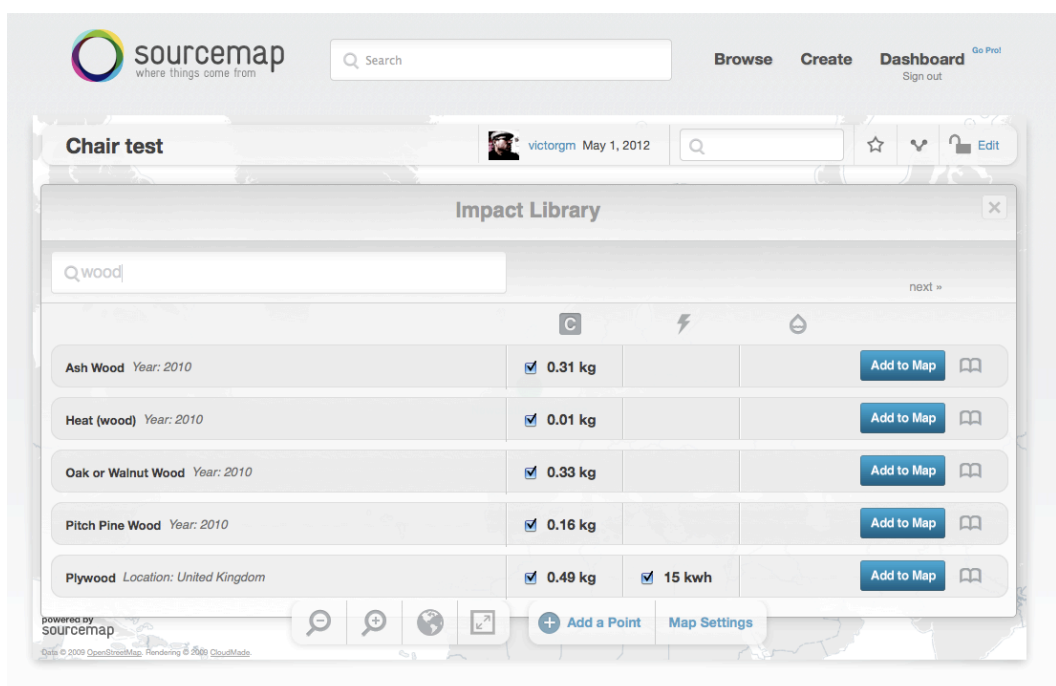 sourcemap
where things come from
Search
Browse Create Dashboard Go Pro!
Sign out
Chair test
victorgm May 1, 2012
Edit
Impact Library
×
wood
next »
C
Ash Wood Year: 2010 0.31 kg Add to Map
Heat (wood) Year: 2010 0.01 kg Add to Map
Oak or Walnut Wood Year: 2010 0.33 kg Add to Map
Pitch Pine Wood Year: 2010 0.16 kg Add to Map
Plywood Location: United Kingdom 0.49 kg 15 kwh Add to Map
powered by
sourcemap
Add a Point Map Settings
Data © 2009 OpenStreetMap. Rendering © 2009 CloudMade.